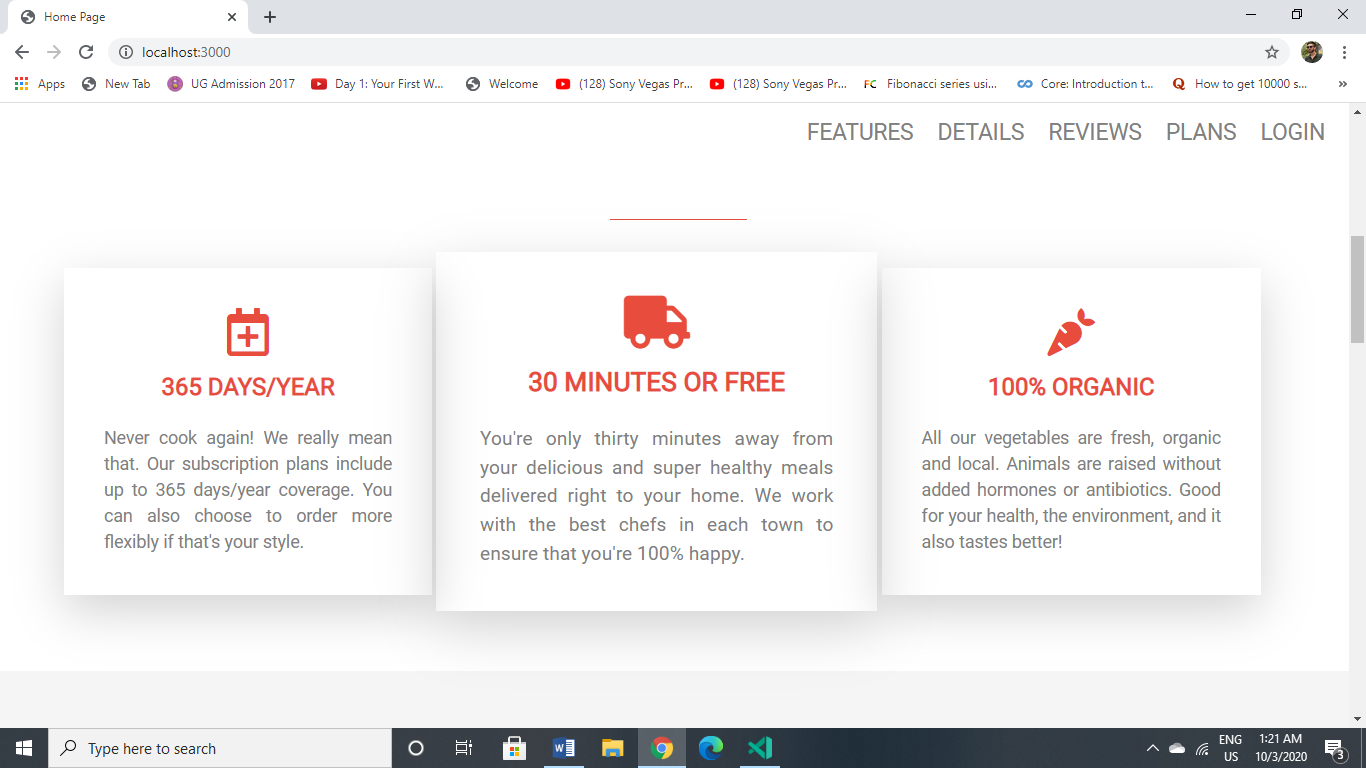 Home Page
localhost:3000
Apps
New Tab
UG Admission 2017
Day 1: Your First W...
Welcome
(128) Sony Vegas Pr...
(128) Sony Vegas Pr...
FC
Fibonacci series usi...
Core: Introduction t...
Q
How to get 10000 s...
»
FEATURES DETAILS REVIEWS PLANS LOGIN
365 DAYS/YEAR
Never cook again! We really mean
that. Our subscription plans include
up to 365 days/year coverage. You
can also choose to order more
flexibly if that's your style.
30 MINUTES OR FREE
You're only thirty minutes away from
your delicious and super healthy meals
delivered right to your home. We work
with the best chefs in each town to
ensure that you're 100% happy.
100% ORGANIC
All our vegetables are fresh, organic
and local. Animals are raised without
added hormones or antibiotics. Good
for your health, the environment, and it
also tastes better!
Type here to search
W
ENG
US
1:21 AM
10/3/2020
3